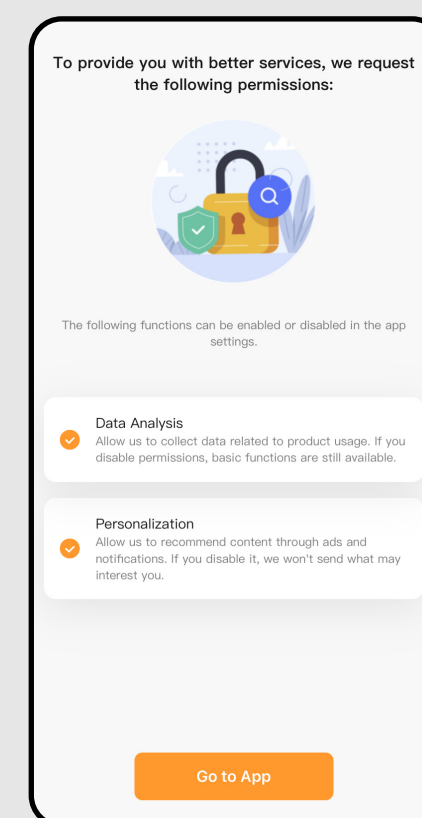 To provide you with better services, we request
the following permissions:
The following functions can be enabled or disabled in the app
settings.
Data Analysis
Allow us to collect data related to product usage. If you
disable permissions, basic functions are still available.
Personalization
Allow us to recommend content through ads and
notifications. If you disable it, we won't send what may
interest you.
Go to App